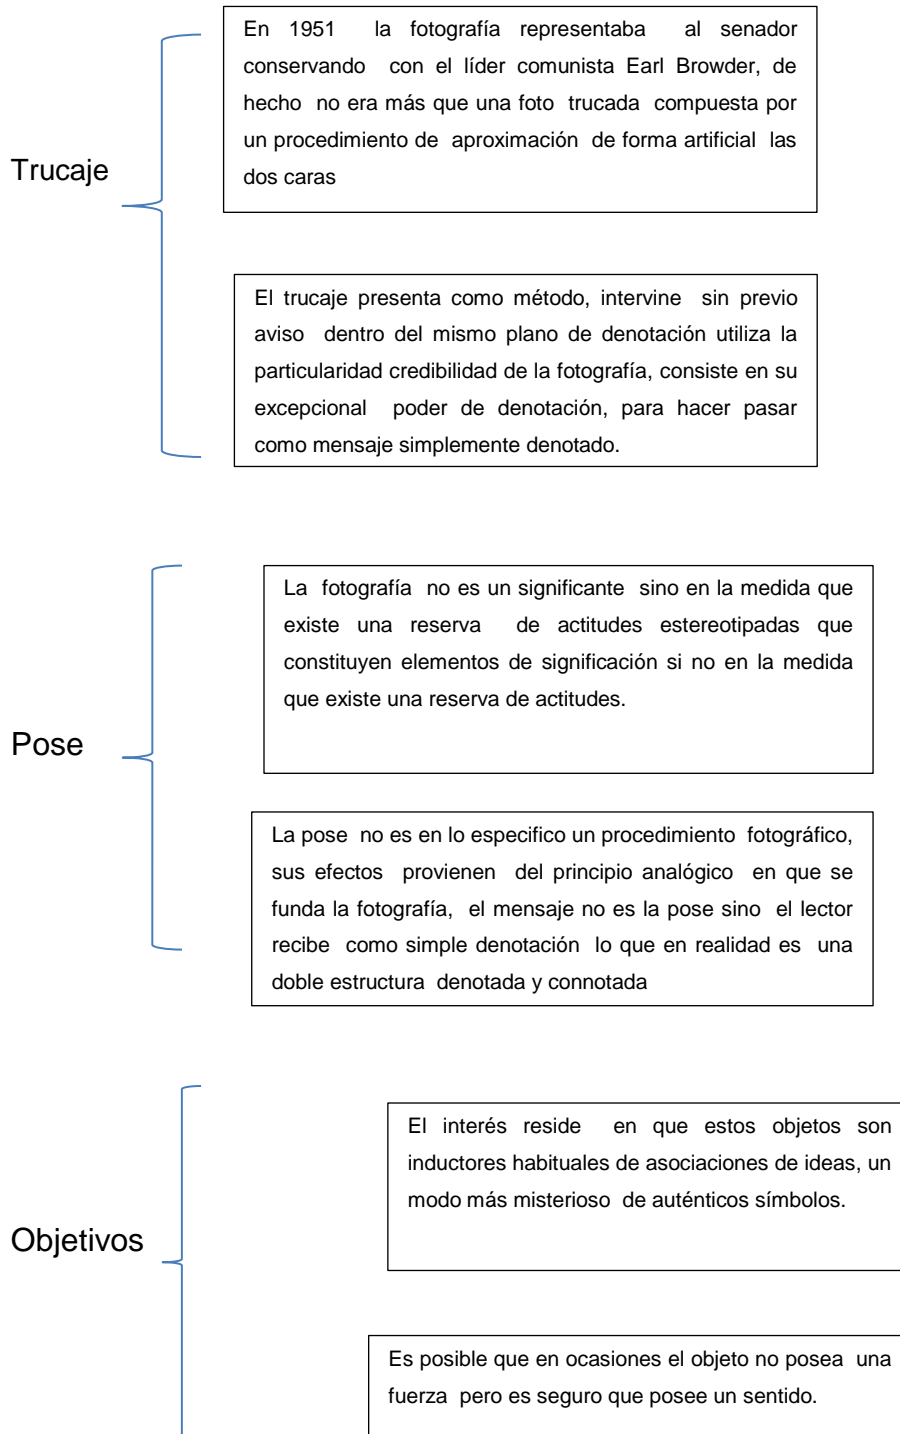 En 1951 la fotografía representaba al senador
conservando con el líder comunista Earl Browder, de
hecho no era más que una foto trucada compuesta por
un procedimiento de aproximación de forma artificial las
dos caras
Trucaje
El trucaje presenta como método, intervine sin previo
aviso dentro del mismo plano de denotación utiliza la
particularidad credibilidad de la fotografía, consiste en su
excepcional poder de denotación, para hacer pasar
como mensaje simplemente denotado.
La fotografía no es un significante sino en la medida que
existe una reserva de actitudes estereotipadas que
constituyen elementos de significación si no en la medida
que existe una reserva de actitudes.
Pose
La pose no es en lo especifico un procedimiento fotográfico,
sus efectos provienen del principio analógico en que se
funda la fotografía, el mensaje no es la pose sino el lector
recibe como simple denotación lo que en realidad es una
doble estructura denotada y connotada
El interés reside en que estos objetos son
inductores habituales de asociaciones de ideas, un
modo más misterioso de auténticos símbolos.
Objetivos
Es posible que en ocasiones el objeto no posea una
fuerza pero es seguro que posee un sentido.